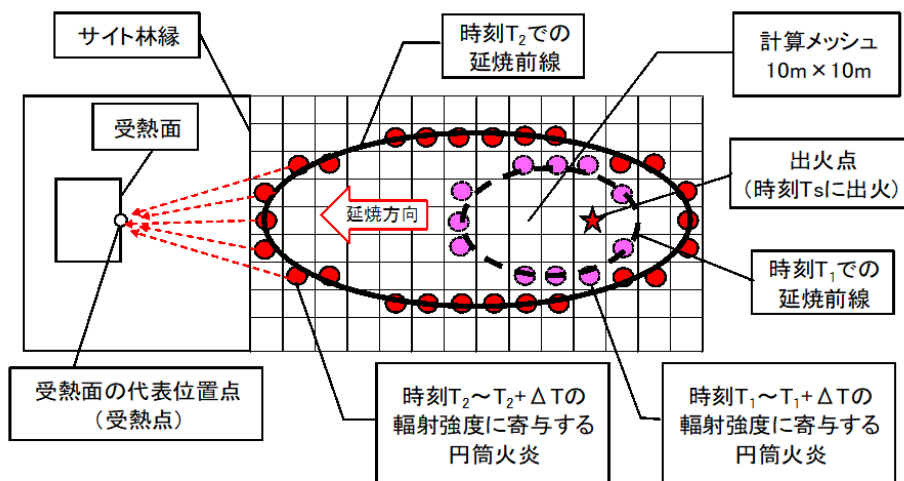 サイト林縁
時刻T2での
延焼前線
計算メッシュ
10m×10m
受熱面
出火点
(時刻Tsに出火)
延焼方向
時刻T1での
延焼前線
受熱面の代表位置点
(受熱点)
時刻T2~T2+ΔTの
輻射強度に寄与する
円筒火炎
時刻T1~T1+ΔTの
輻射強度に寄与する
円筒火炎